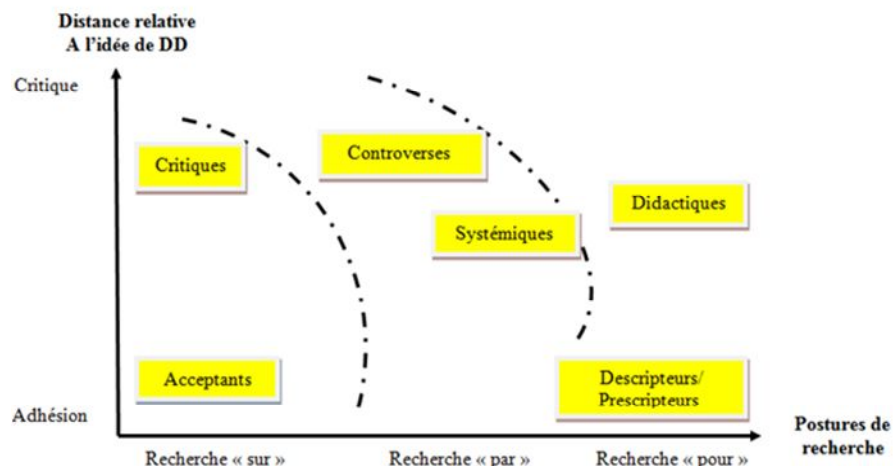 Distance relative
A l'idée de DD
Critique
Critiques
Controverses
Didactiques
Systémiques
Acceptants
Descripteurs/
Prescripteurs
Adhésion
Postures de
recherche
Recherche « sur »
Recherche « par »
Recherche « pour »